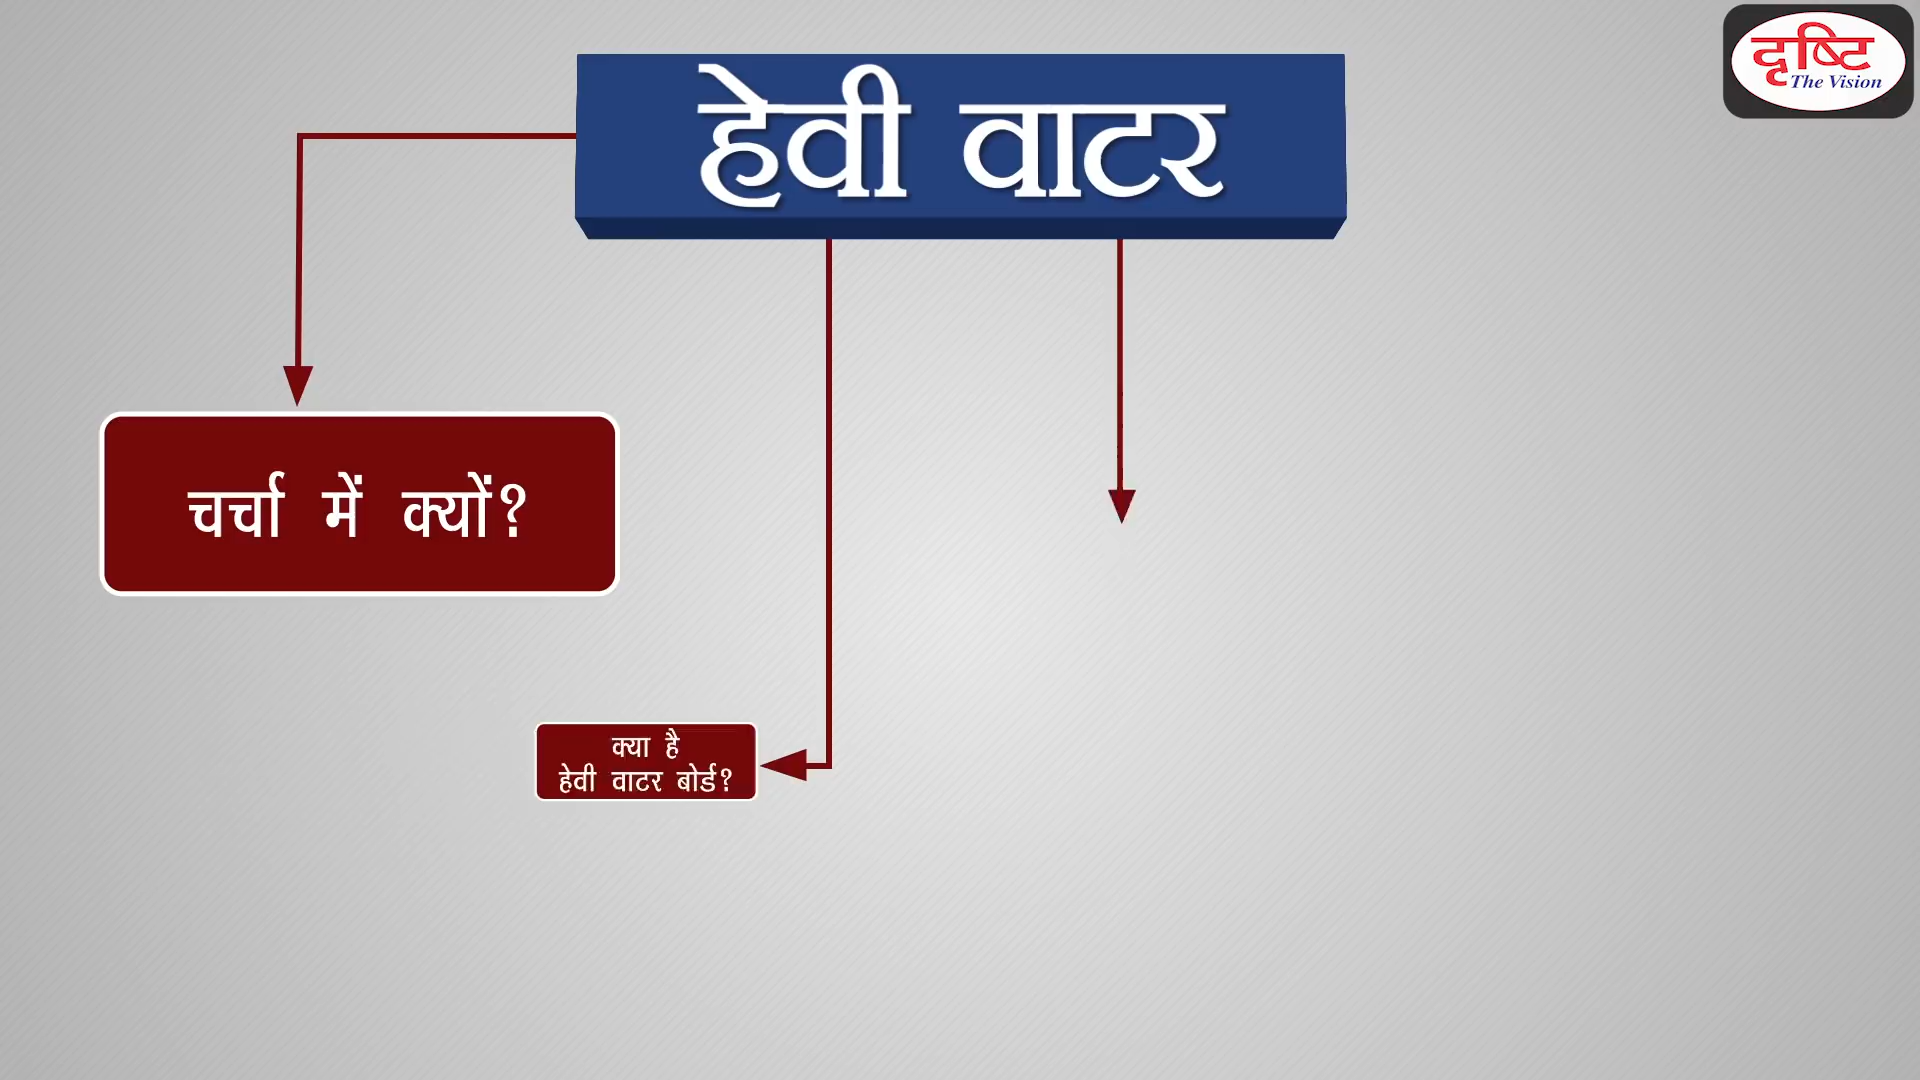 हेवी वाटर
दृष्टि
The Vision
चर्चा में क्यों?
क्या है
हेवी वाटर बोर्ड?